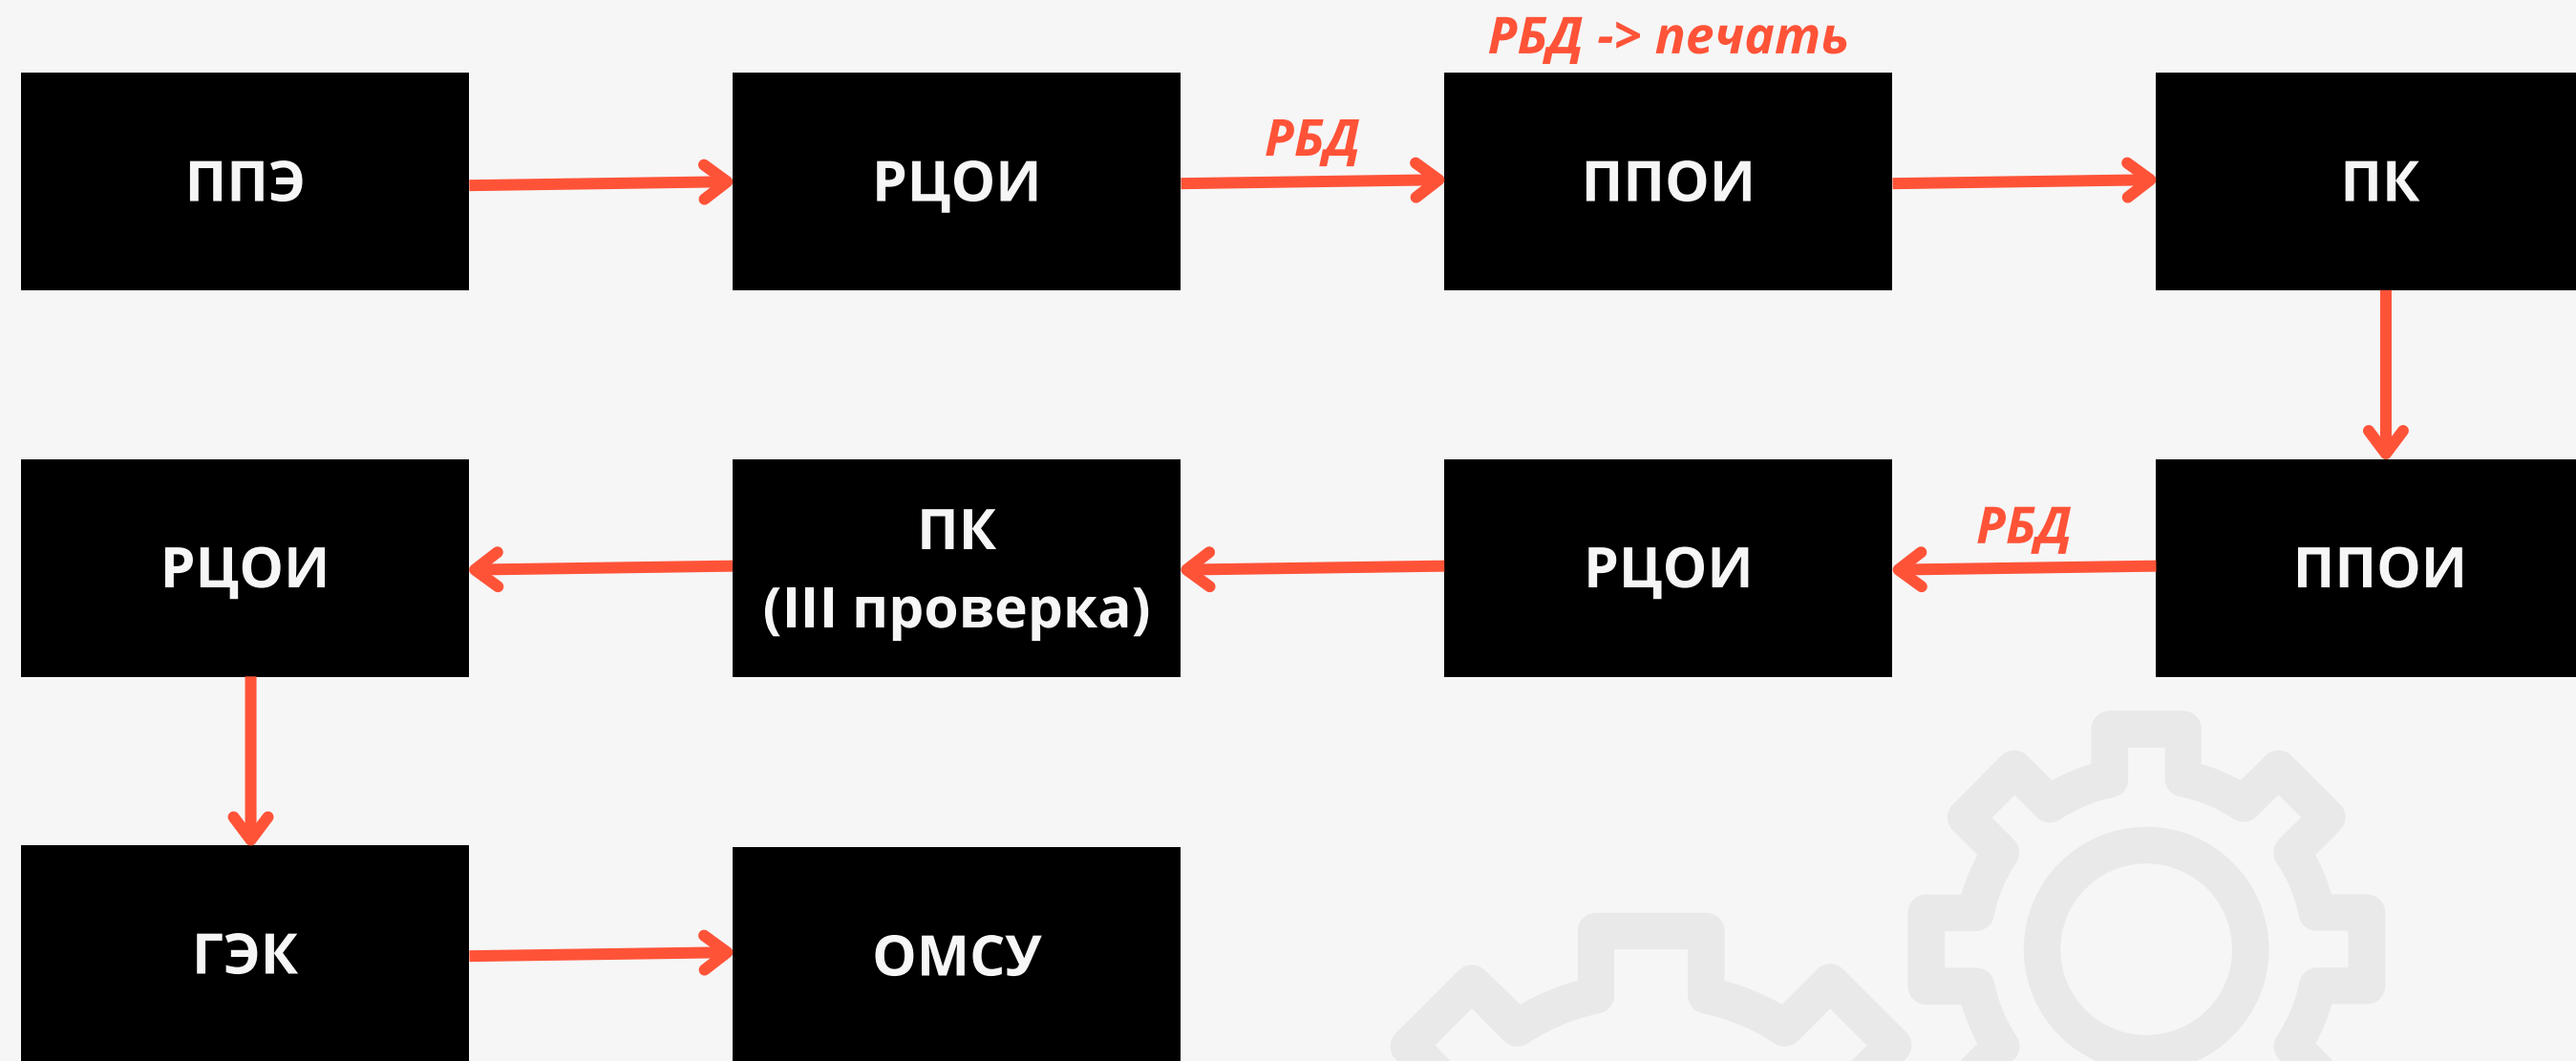 РБД -> печать
ППЭ
РЦОИ
РБД
ППОИ
ПК
РЦОИ
ПК
(III проверка)
РЦОИ
РБД
ППОИ
ГЭК
ОМСУ